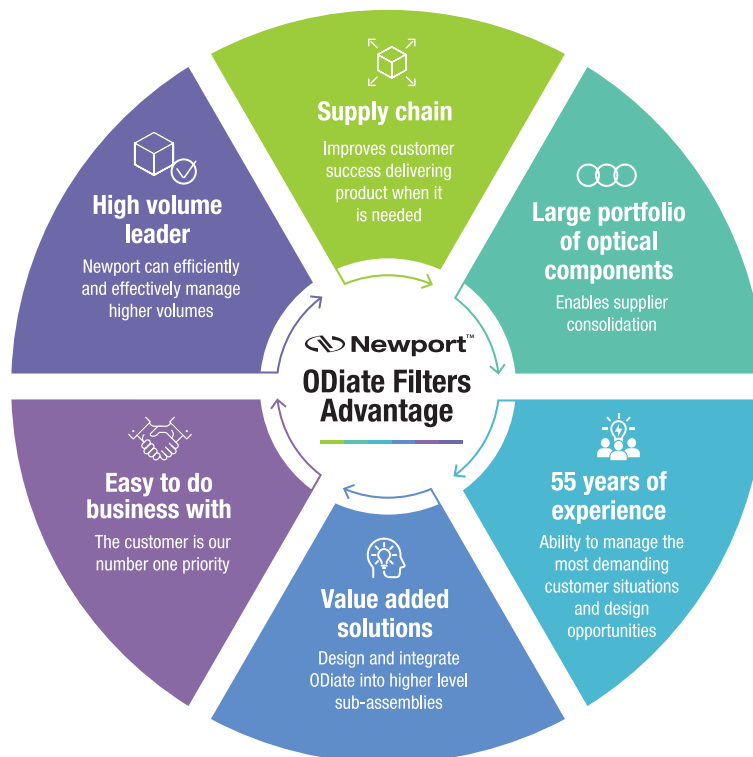 Supply chain
Improves customer
success delivering
product when it
is needed
Large portfolio
of optical
components
Enables supplier
consolidation
55 years of
experience
Ability to manage the
most demanding
customer situations
and design
opportunities
Value added
solutions
Design and integrate
ODiate into higher level
sub-assemblies
Easy to do
business with
The customer is our
number one priority
High volume
leader
Newport can efficiently
and effectively manage
higher volumes
Newport™
ODiate Filters
Advantage